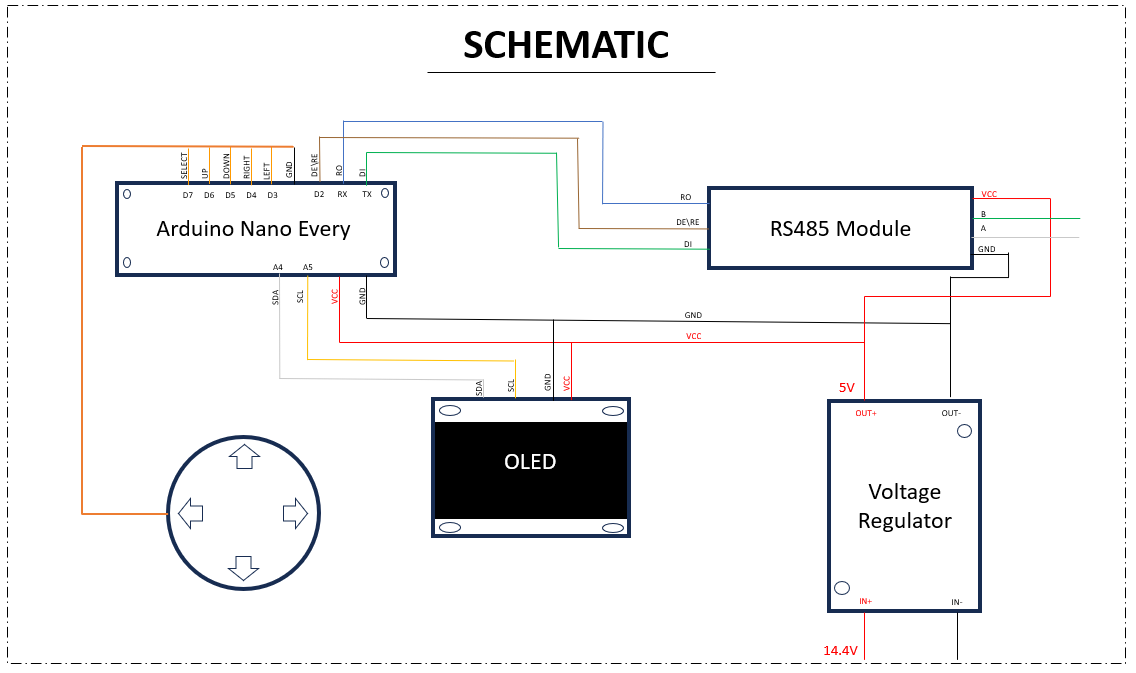 SCHEMATIC
SELECT
UP
DOWN
RIGHT
LEFT
GND
DE\RE
RO
DI
D7 D6 D5 D4 D3 D2 RX TX
Arduino Nano Every
A4 A5
SDA
SCL
VCC
GND
RO
DE\RE
DI
RS485 Module
VCC
B
A
GND
GND
VCC
SDA
SCL
GND
VCC
OLED
5V
OUT+ OUT-
Voltage
Regulator
IN+ IN-
14.4V